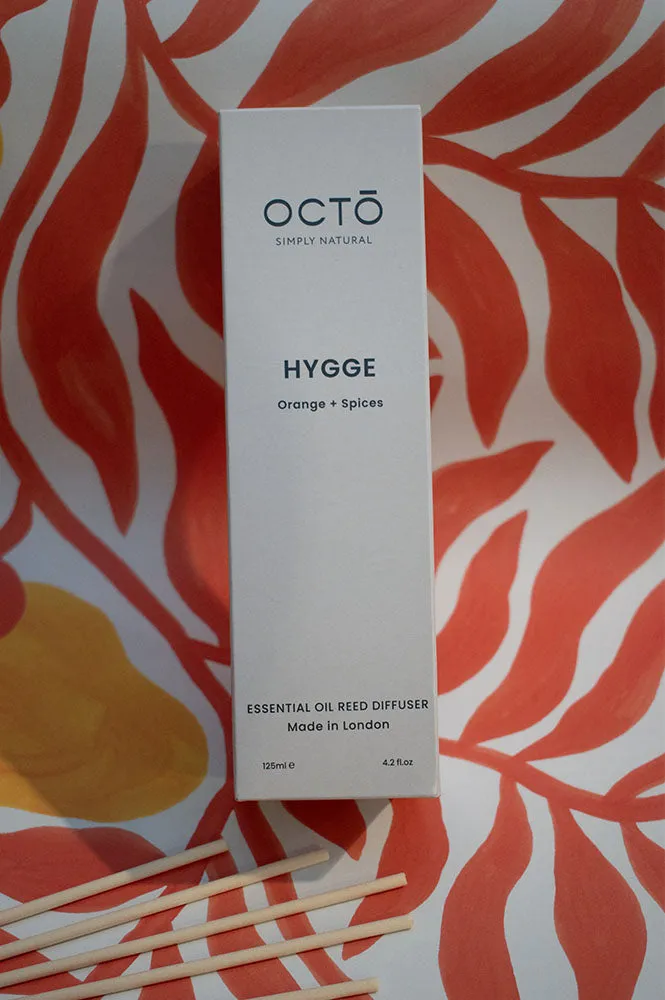 OCTŌ
SIMPLY NATURAL
HYGGE
Orange + Spices
ESSENTIAL OIL REED DIFFUSER
Made in London
125ml ℮ 4.2 fl.oz